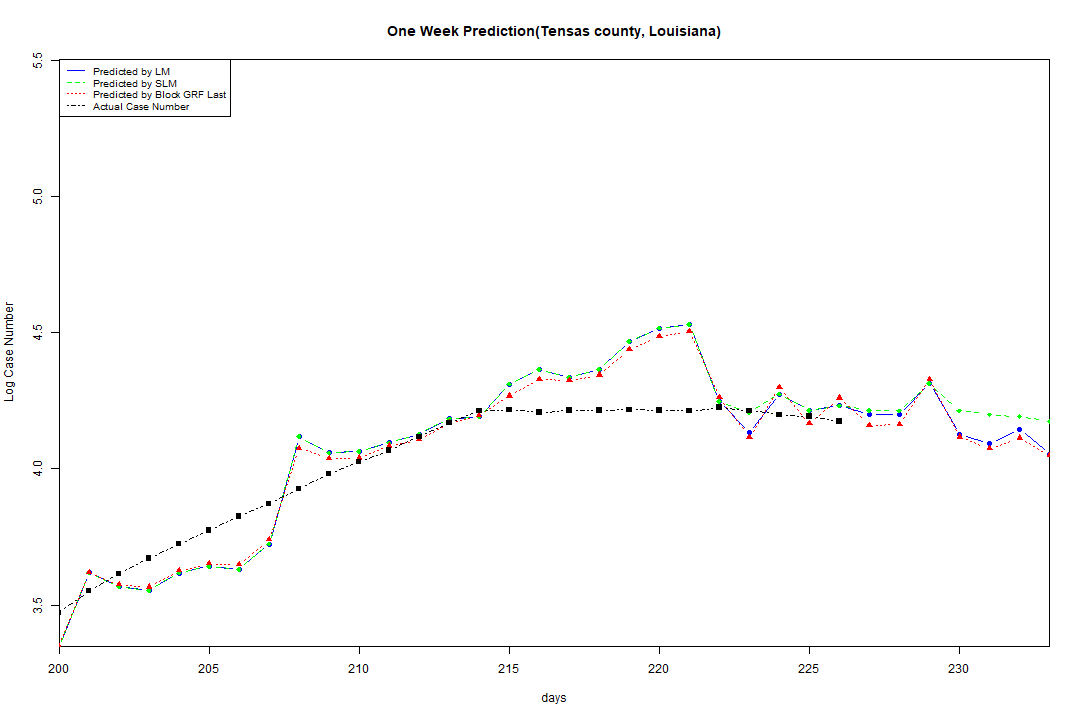 One Week Prediction(Tensas county, Louisiana)
Predicted by LM
Predicted by SLM
Predicted by Block GRF Last
Actual Case Number
5.5
5.0
4.5
4.0
3.5
Log Case Number
200 205 210 215 220 225 230
days